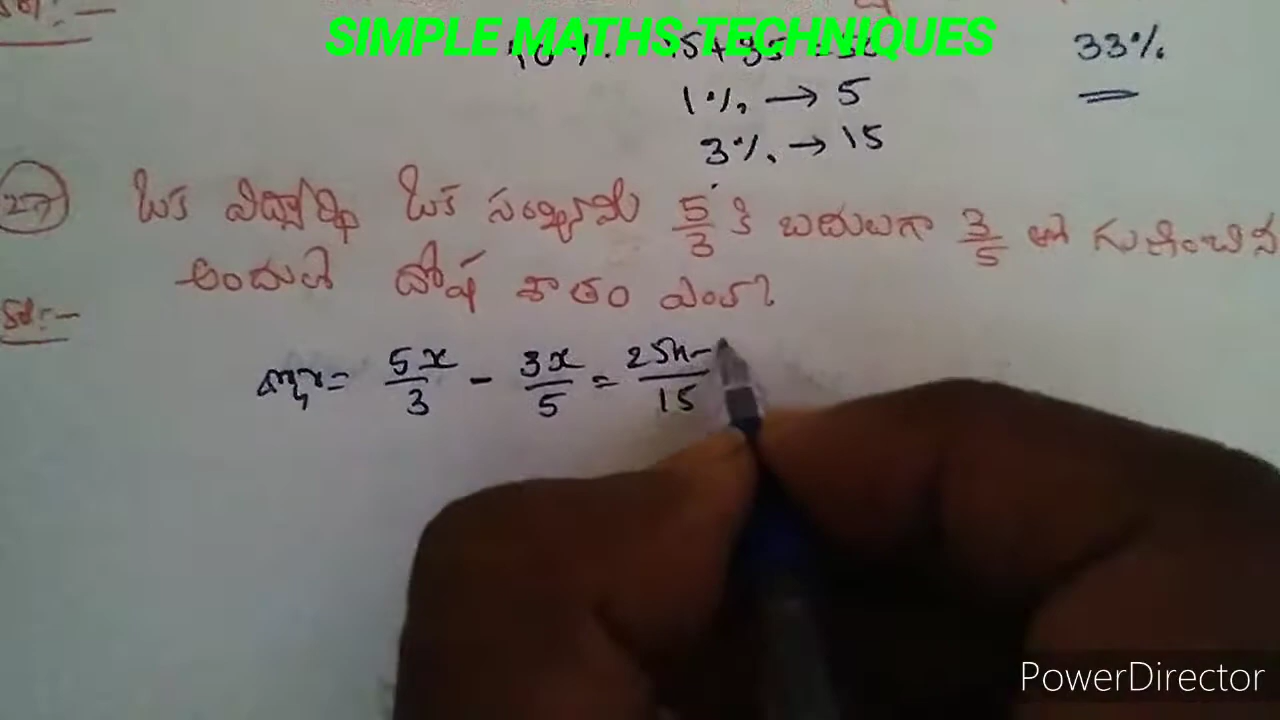 SIMPLE MATHS TECHNIQUES
33%
1% → 5
3% → 15
27 ఒక విద్యార్థి ఒక సంఖ్యను 5/3 కి బదులుగా 3/5 తో గుణించిన
అందులో దోష శాతం ఎంత?
సా:-
= 5x/3 - 3x/5 = 25x-/15
PowerDirector